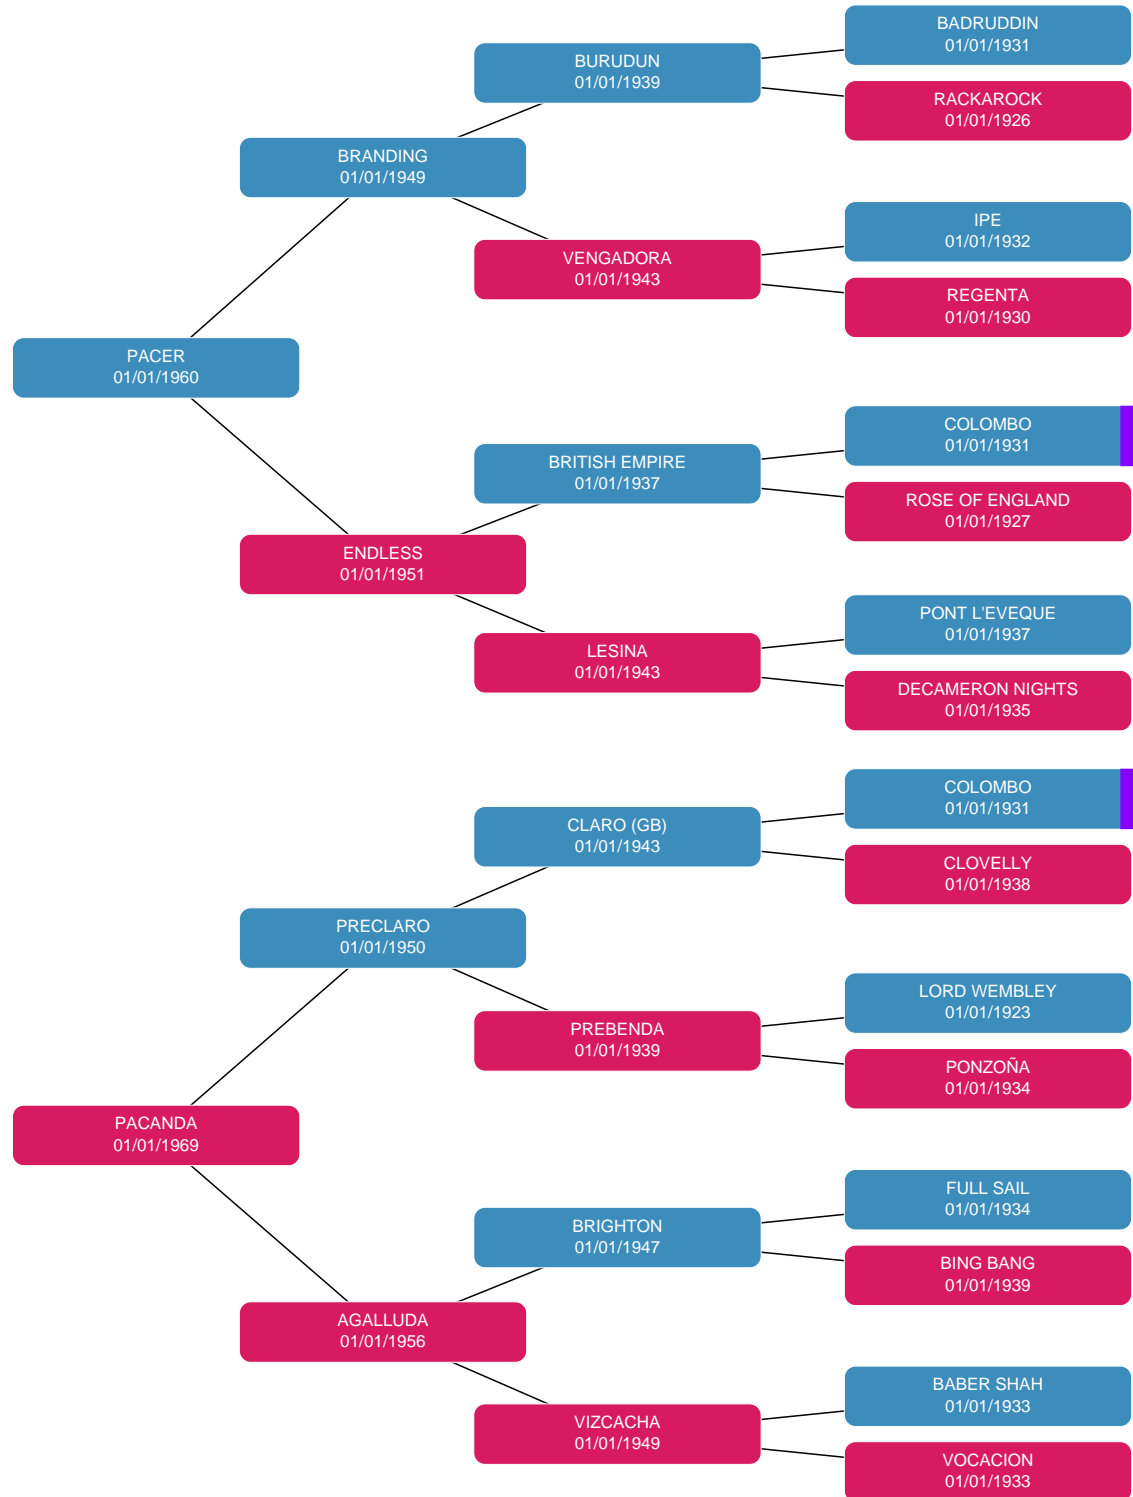 BADRUDDIN
01/01/1931
BURUDUN
01/01/1939
RACKAROCK
01/01/1926
BRANDING
01/01/1949
IPE
01/01/1932
VENGADORA
01/01/1943
REGENTA
01/01/1930
PACER
01/01/1960
COLOMBO
01/01/1931
BRITISH EMPIRE
01/01/1937
ROSE OF ENGLAND
01/01/1927
ENDLESS
01/01/1951
PONT L'EVEQUE
01/01/1937
LESINA
01/01/1943
DECAMERON NIGHTS
01/01/1935
COLOMBO
01/01/1931
CLARO (GB)
01/01/1943
CLOVELLY
01/01/1938
PRECLARO
01/01/1950
LORD WEMBLEY
01/01/1923
PREBENDA
01/01/1939
PONZOÑA
01/01/1934
PACANDA
01/01/1969
FULL SAIL
01/01/1934
BRIGHTON
01/01/1947
BING BANG
01/01/1939
AGALLUDA
01/01/1956
BABER SHAH
01/01/1933
VIZCACHA
01/01/1949
VOCACION
01/01/1933